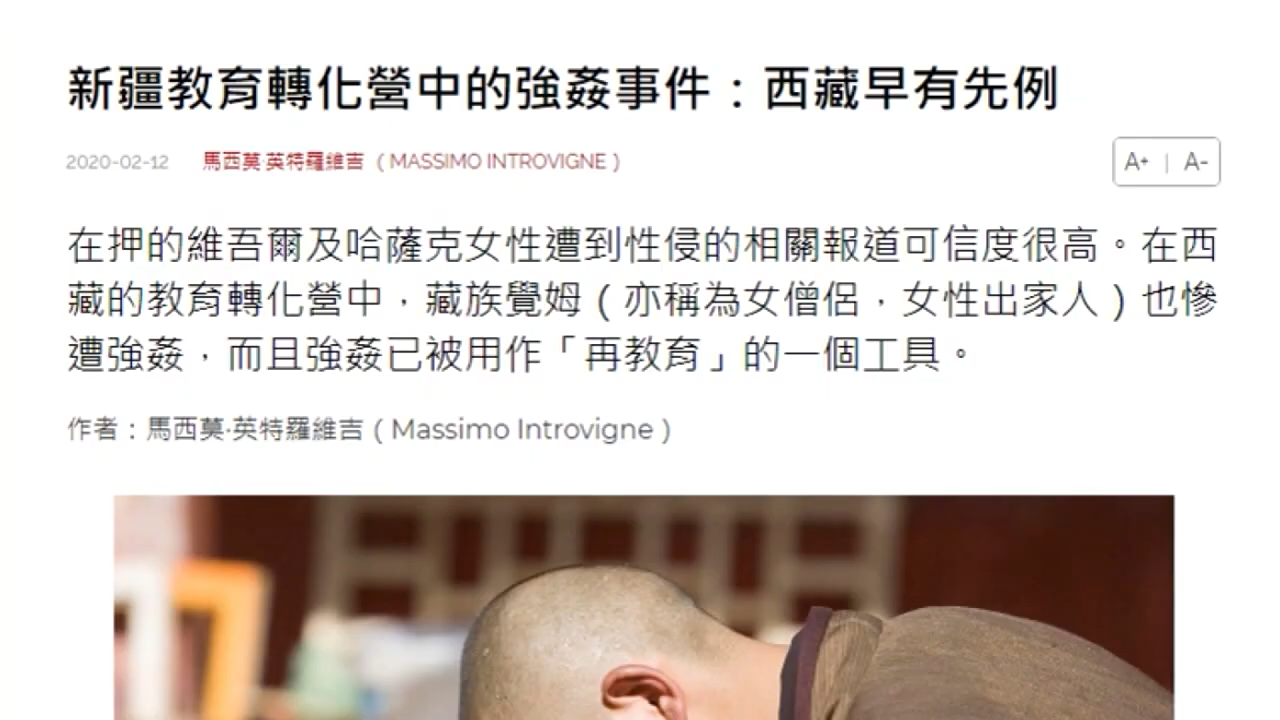 新疆教育轉化營中的強姦事件：西藏早有先例
2020-02-12 馬西莫·英特羅維吉（MASSIMO INTROVIGNE） A+ | A-
在押的維吾爾及哈薩克女性遭到性侵的相關報道可信度很高。在西
藏的教育轉化營中，藏族覺姆（亦稱為女僧侶，女性出家人）也慘
遭強姦，而且強姦已被用作「再教育」的一個工具。
作者：馬西莫·英特羅維吉（Massimo Introvigne）